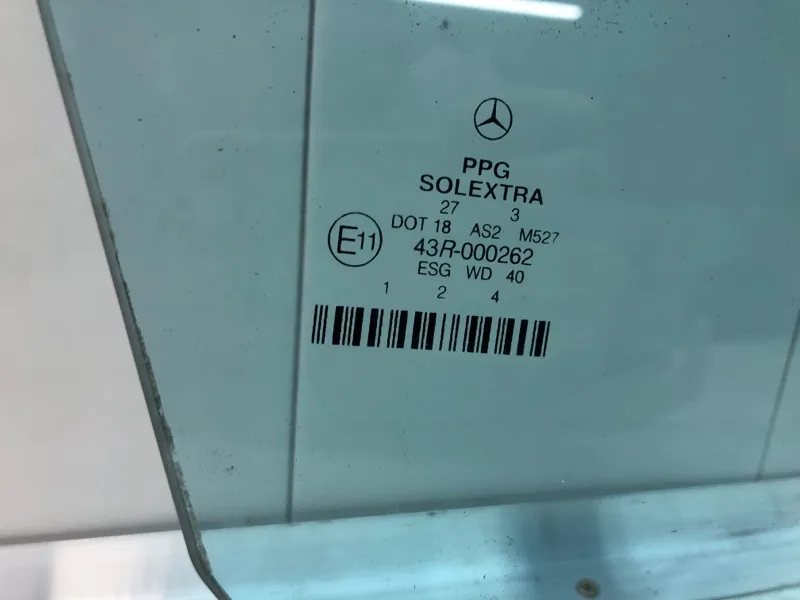 PPG
SOLEXTRA
27 3
DOT 18 AS2 M527
E11 43R-000262
ESG WD 40
1 2 4